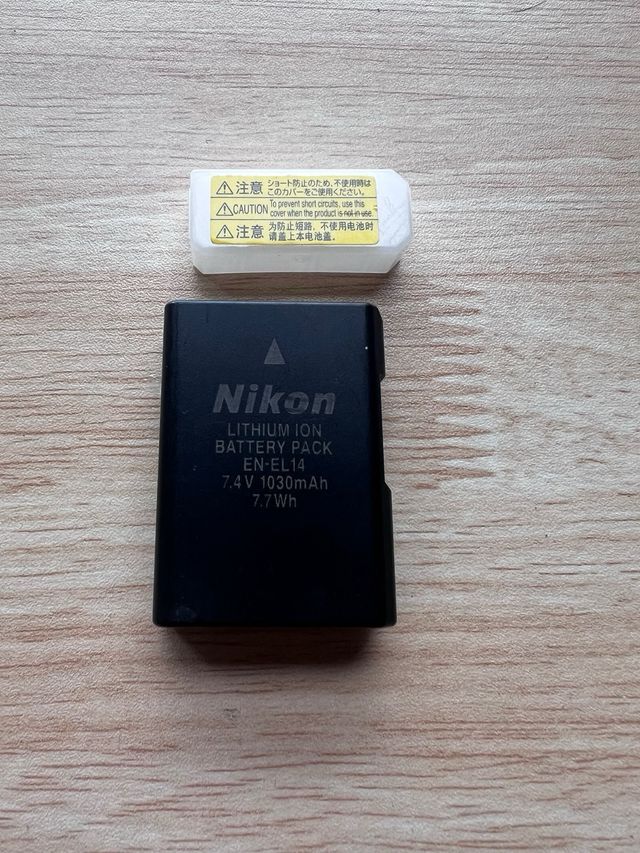 注意 ショート防止のため、不使用時は
このカバーをご使用ください。
CAUTION To prevent short circuits, use this
cover when the product is not in use.
注意 为防止短路，不使用电池时
请盖上本电池盖。
Nikon
LITHIUM ION
BATTERY PACK
EN-EL14
7.4V 1030mAh
7.7Wh